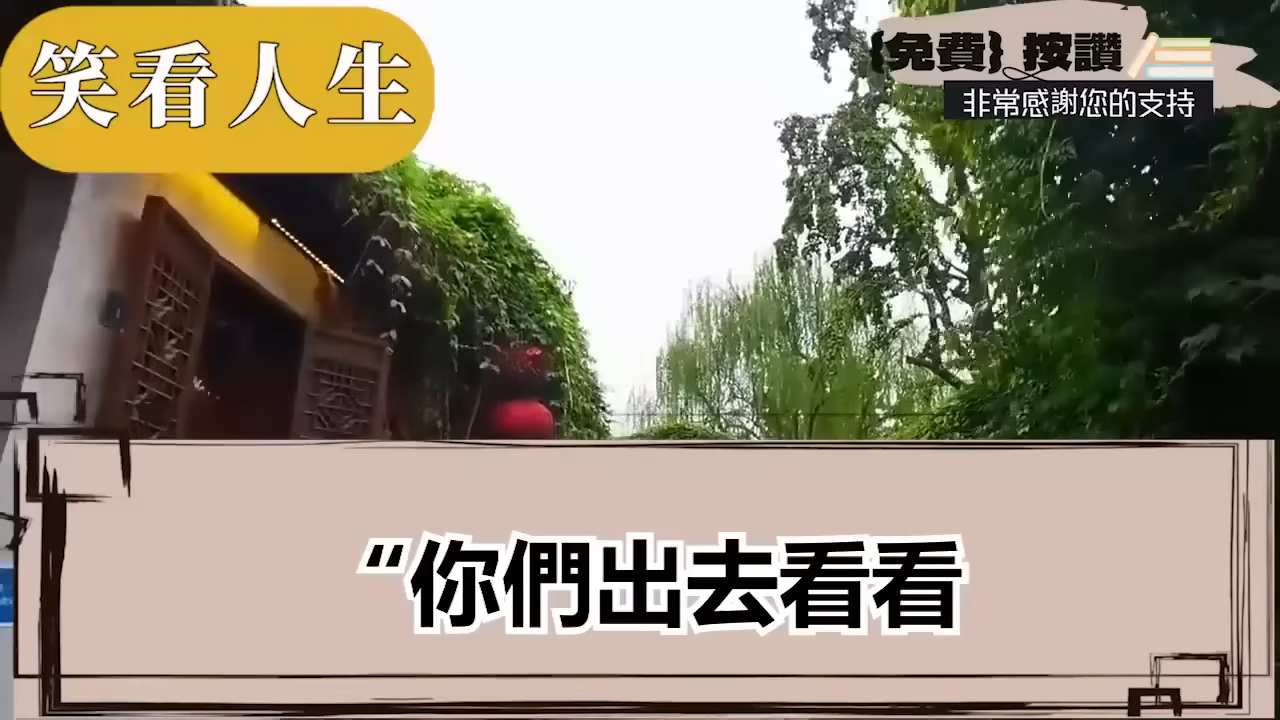 笑看人生
{免費} 按讚
非常感謝您的支持
“你們出去看看